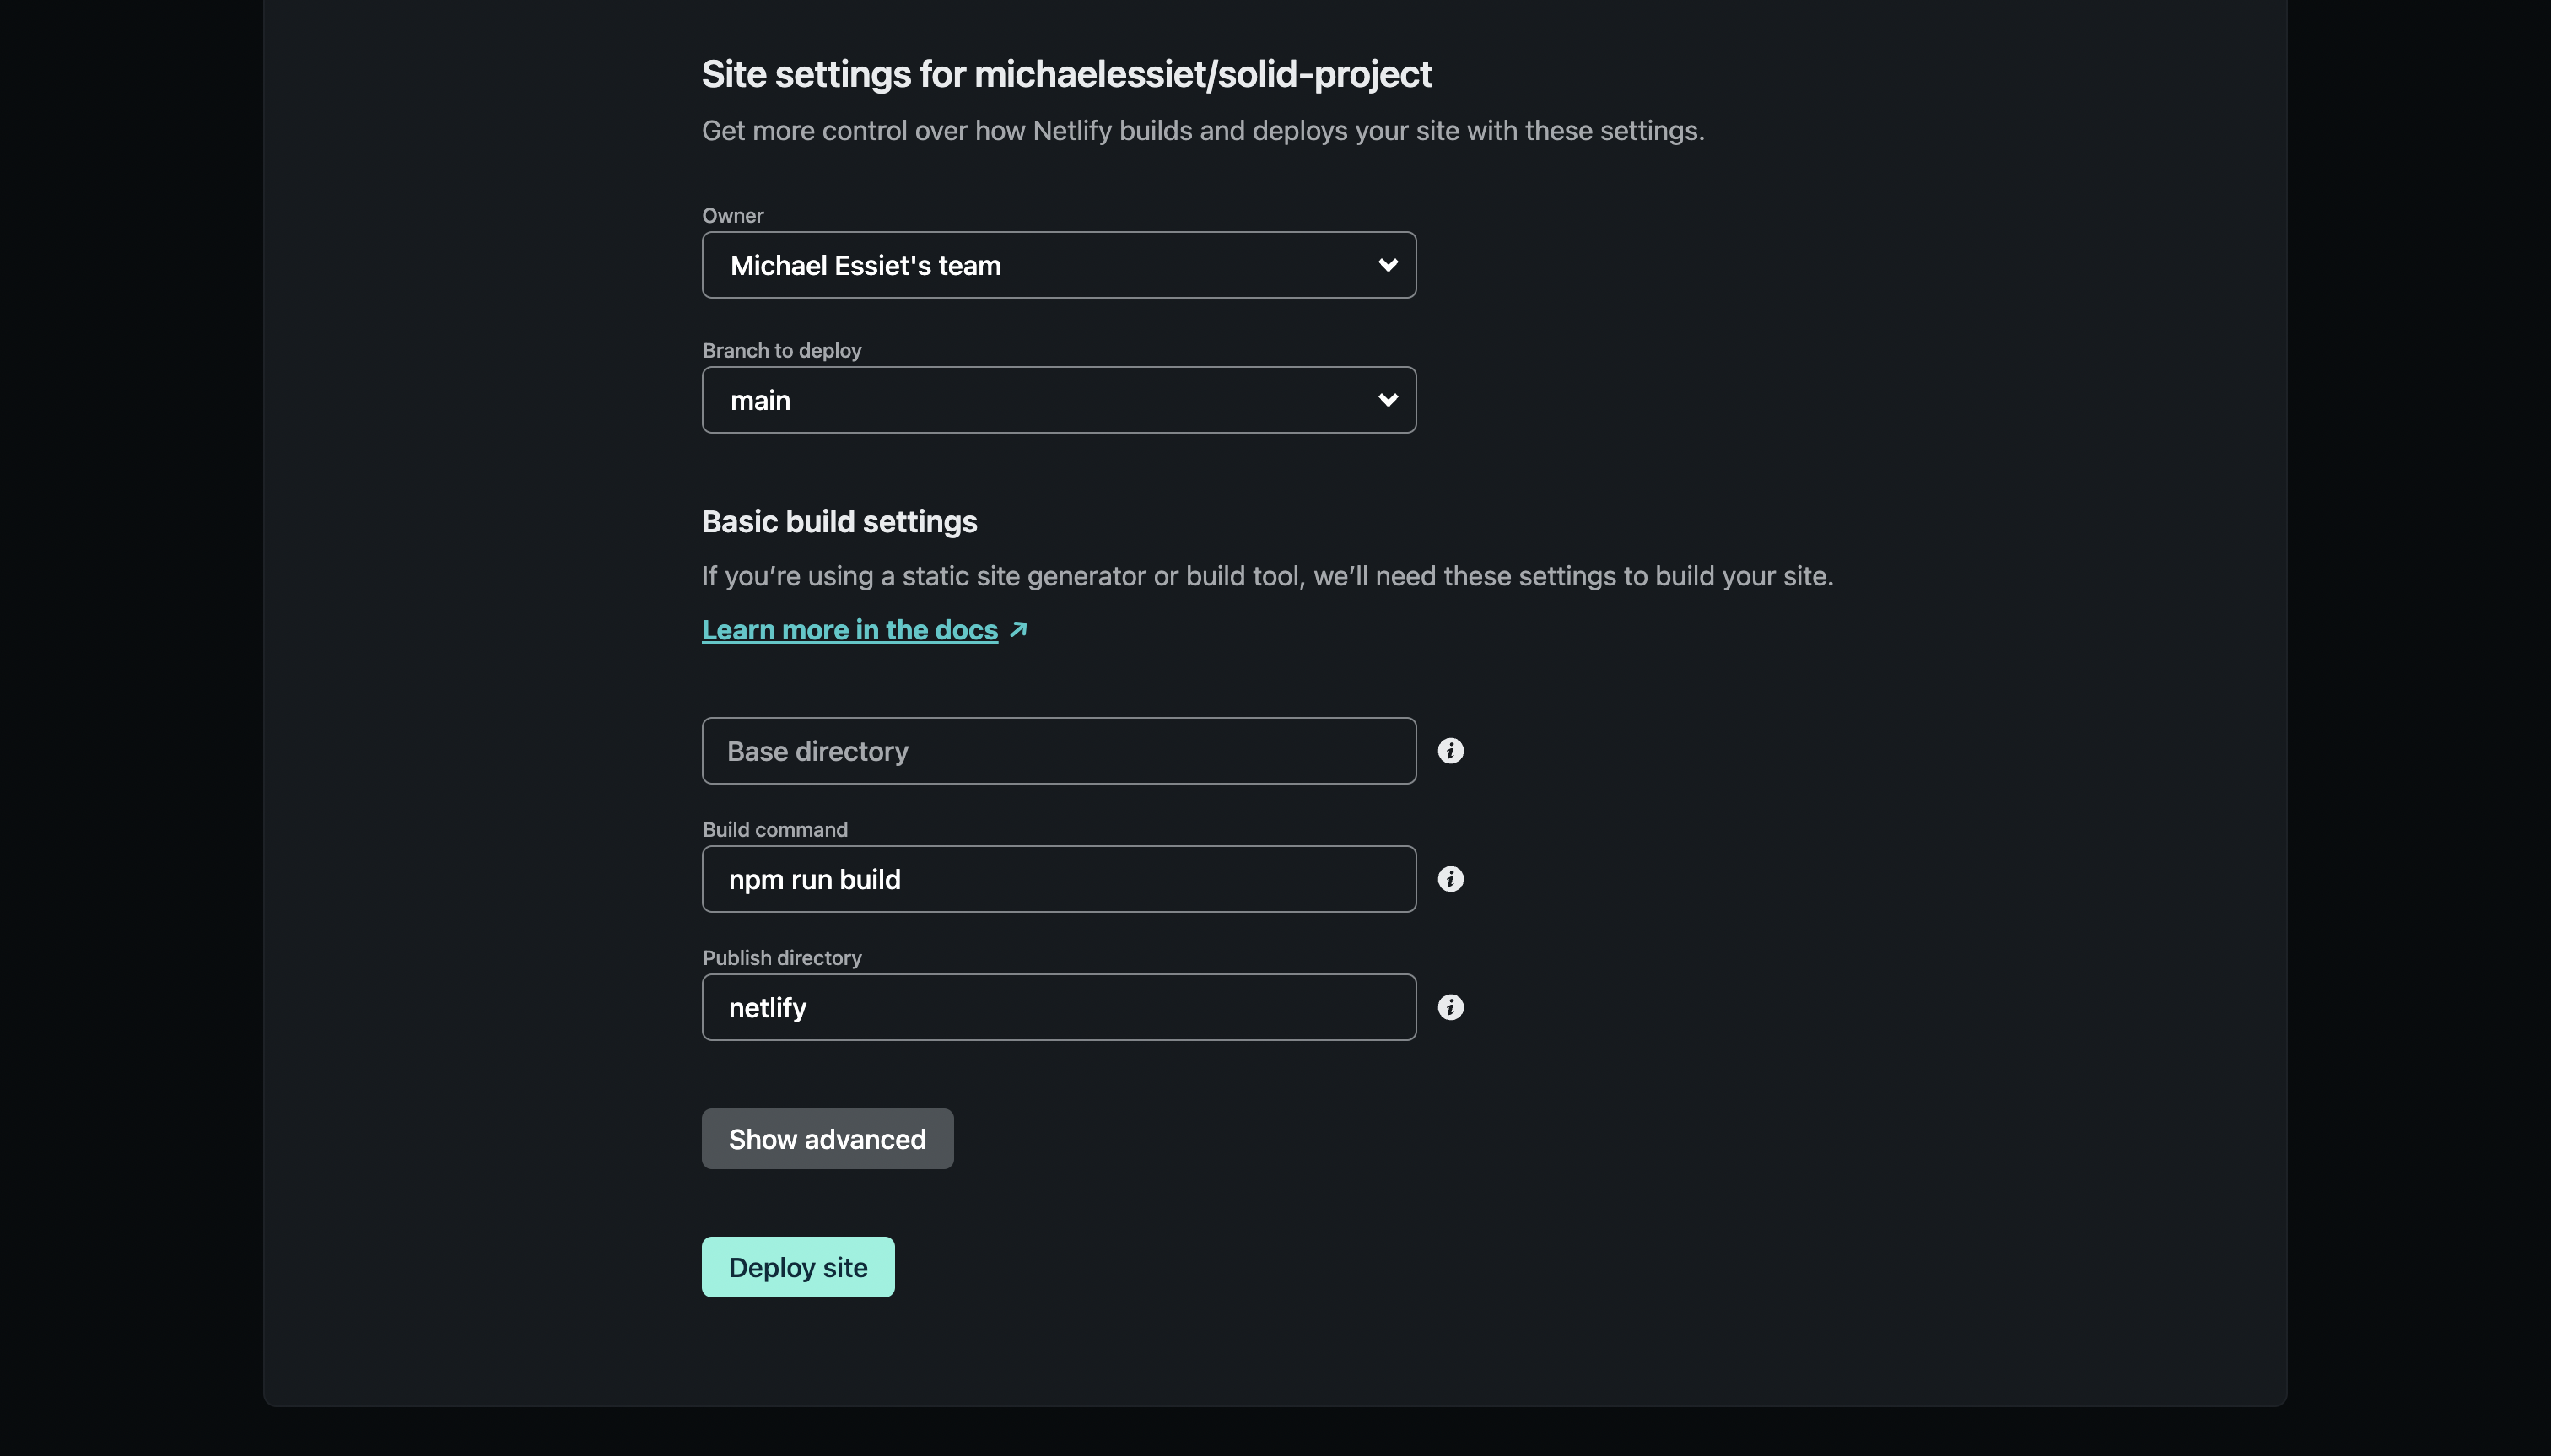 Site settings for michaelessiet/solid-project
Get more control over how Netlify builds and deploys your site with these settings.
Owner
Michael Essiet's team
Branch to deploy
main
Basic build settings
If you’re using a static site generator or build tool, we’ll need these settings to build your site.
Learn more in the docs
Base directory
Build command
npm run build
Publish directory
netlify
Show advanced
Deploy site